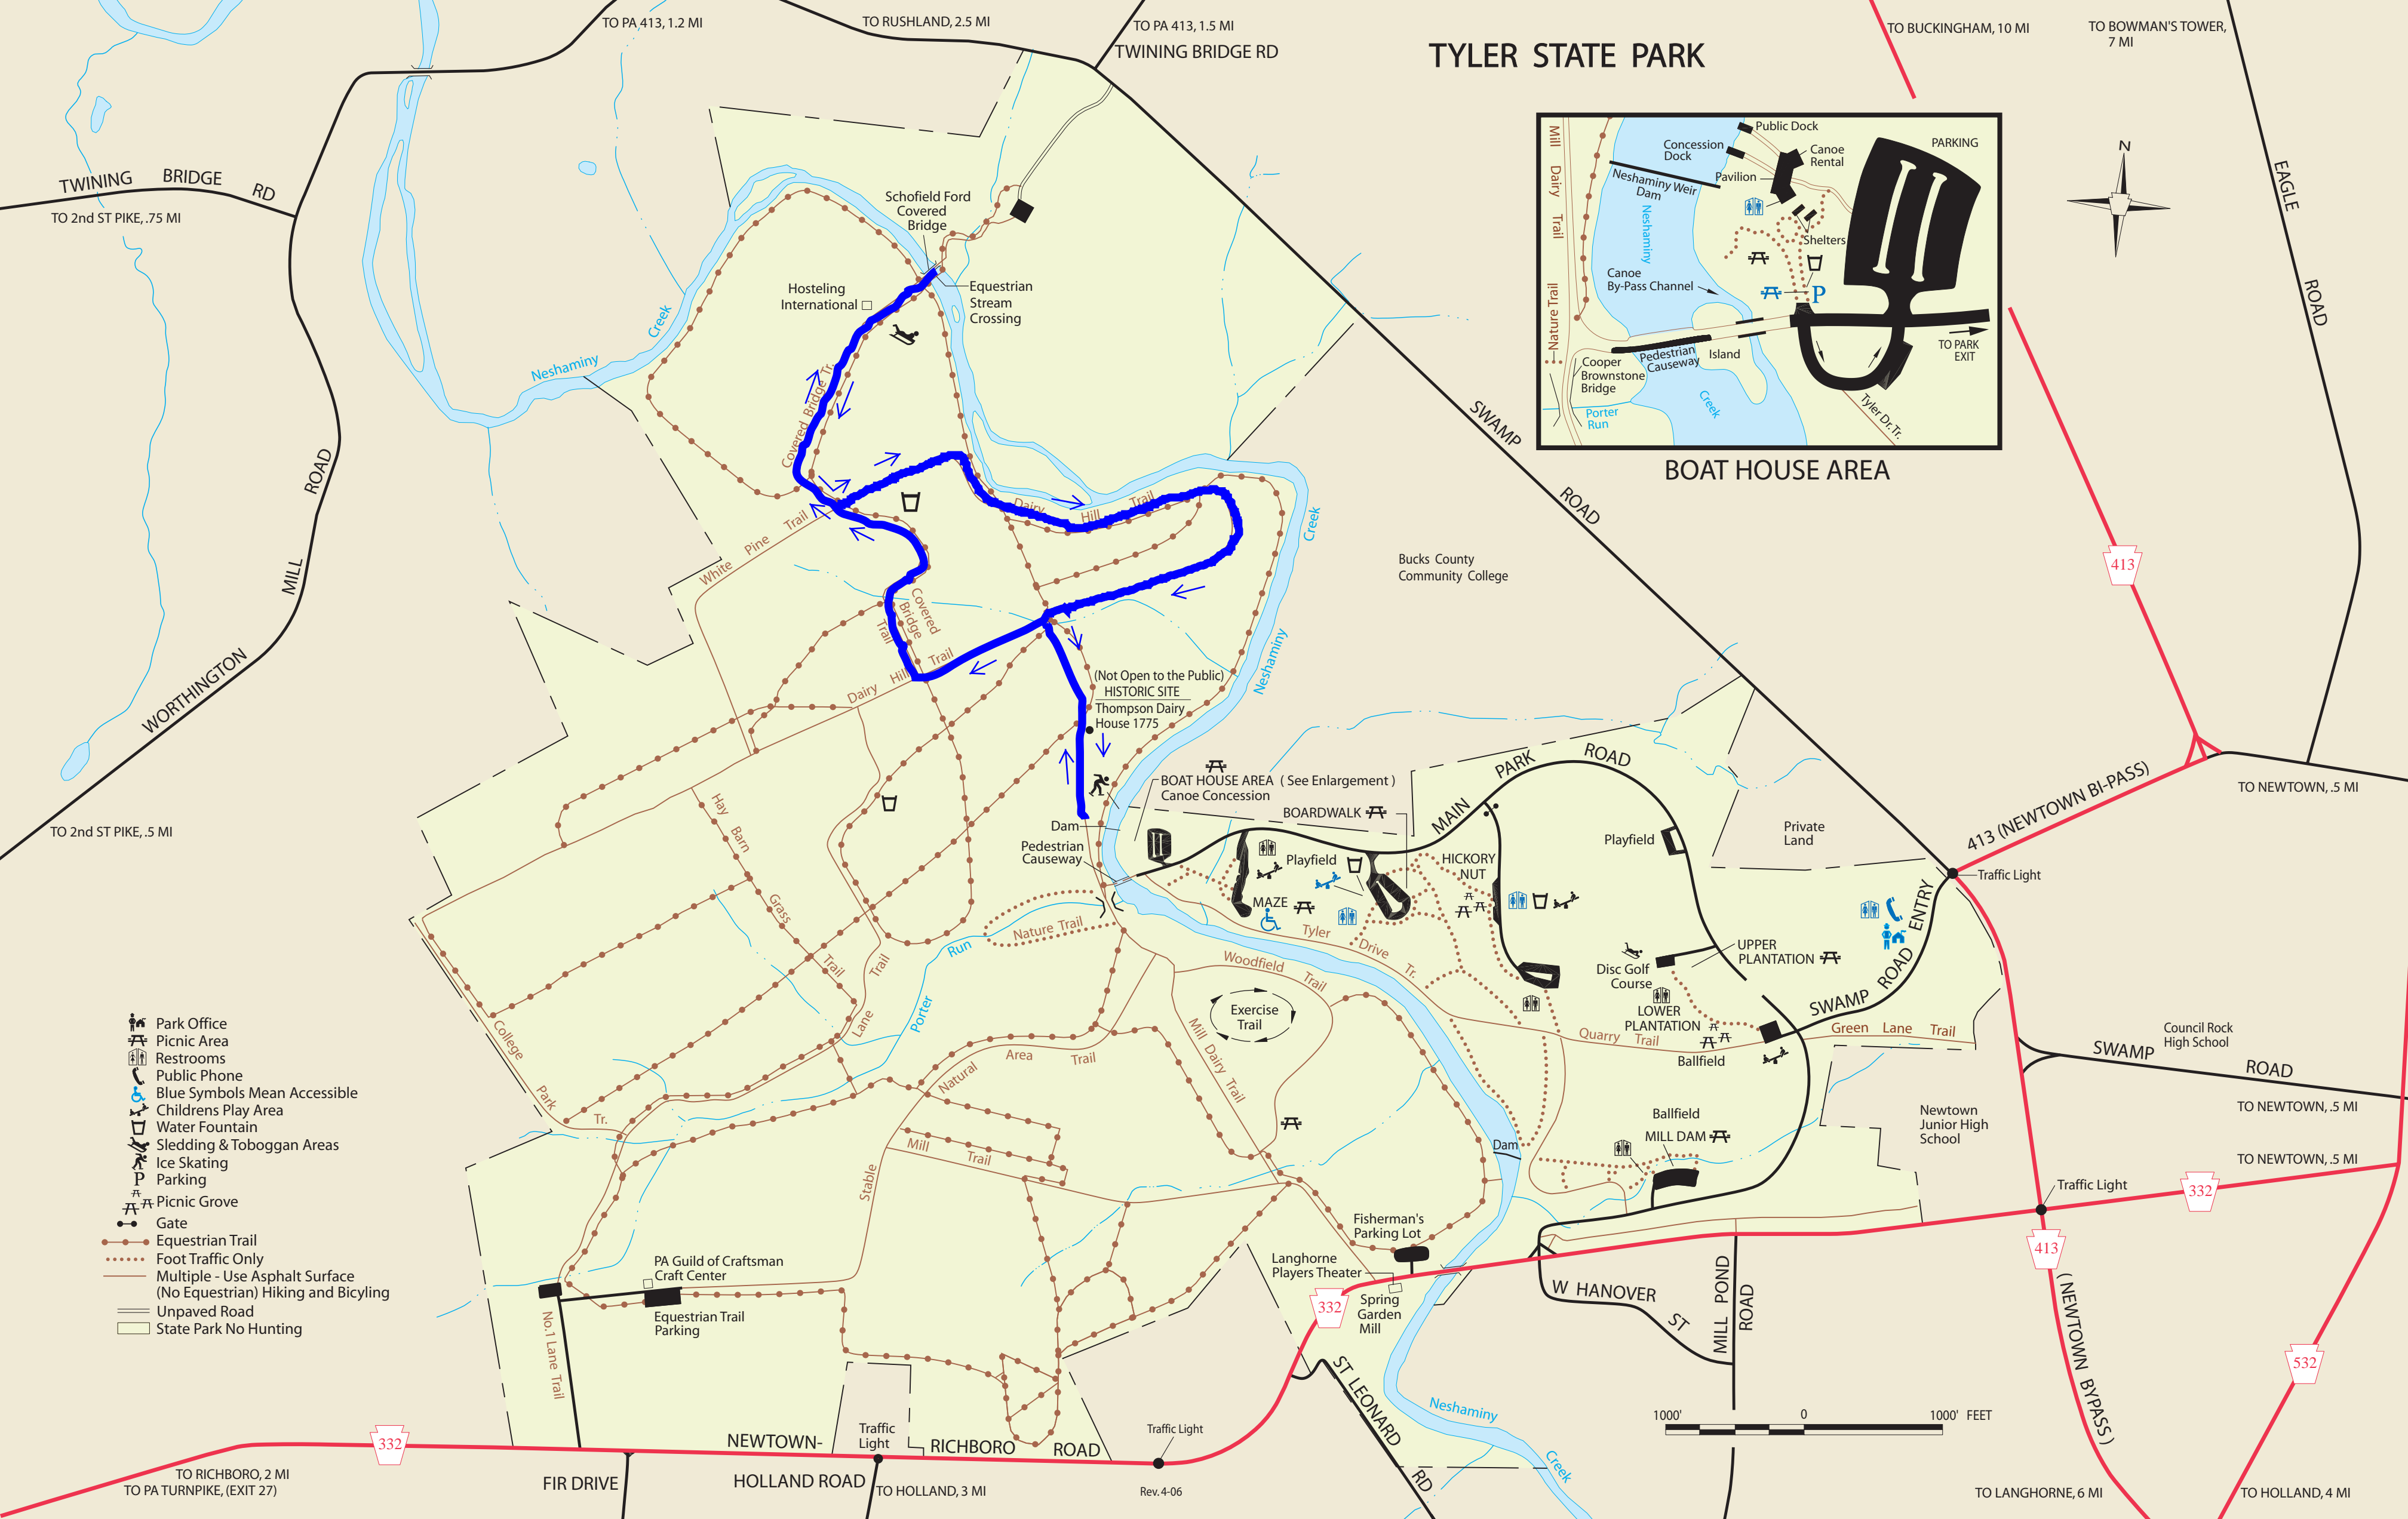 TYLER STATE PARK
TO PA 413, 1.2 MI
TO RUSHLAND, 2.5 MI
TO PA 413, 1.5 MI
TWINING BRIDGE RD
TO BUCKINGHAM, 10 MI
TO BOWMAN'S TOWER,
7 MI
TWINING BRIDGE RD
TO 2nd ST PIKE, .75 MI
Schofield Ford
Covered
Bridge
Hosteling
International
Equestrian
Stream
Crossing
Creek
Neshaminy
Covered Bridge Tr.
Mill Dairy Trail
Nature Trail
Public Dock
Concession
Dock
Canoe
Rental
PARKING
Pavilion
Neshaminy Weir
Dam
Neshaminy
Shelters
Canoe
By-Pass Channel
P
TO PARK
EXIT
Island
Pedestrian
Causeway
Cooper
Brownstone
Bridge
Porter
Run
Creek
Tyler Dr. Tr.
BOAT HOUSE AREA
N
EAGLE
ROAD
SWAMP
ROAD
413
MILL
ROAD
WORTHINGTON
TO 2nd ST PIKE, .5 MI
White Pine Trail
Dairy Hill Trail
Creek
Neshaminy
Bucks County
Community College
Covered
Bridge
Trail
Dairy Hill Trail
(Not Open to the Public)
HISTORIC SITE
Thompson Dairy
House 1775
BOAT HOUSE AREA ( See Enlargement )
Canoe Concession
BOARDWALK
Dam
Pedestrian
Causeway
MAIN PARK ROAD
Playfield
HICKORY
NUT
MAZE
Playfield
Private
Land
413 (NEWTOWN BI-PASS)
TO NEWTOWN, .5 MI
Traffic Light
SWAMP ROAD ENTRY
UPPER
PLANTATION
Disc Golf
Course
LOWER
PLANTATION
Ballfield
Quarry Trail
Green Lane Trail
Tyler Drive Tr.
Woodfield Trail
Exercise
Trail
Nature Trail
Porter Run
Hay Barn Grass Trail
Lane Trail
College Park Tr.
Natural Area Trail
Mill Dairy Trail
Mill Trail
Stable
Council Rock
High School
SWAMP ROAD
TO NEWTOWN, .5 MI
Newtown
Junior High
School
TO NEWTOWN, .5 MI
332
Traffic Light
413
(NEWTOWN BYPASS)
532
Ballfield
MILL DAM
Dam
Fisherman's
Parking Lot
Langhorne
Players Theater
Spring
Garden
Mill
332
W HANOVER ST
MILL POND
ROAD
ST LEONARD RD
Neshaminy
Creek
PA Guild of Craftsman
Craft Center
Equestrian Trail
Parking
No.1 Lane Trail
Park Office
Picnic Area
Restrooms
Public Phone
Blue Symbols Mean Accessible
Childrens Play Area
Water Fountain
Sledding & Toboggan Areas
Ice Skating
P Parking
Picnic Grove
Gate
Equestrian Trail
Foot Traffic Only
Multiple - Use Asphalt Surface
(No Equestrian) Hiking and Bicyling
Unpaved Road
State Park No Hunting
332
TO RICHBORO, 2 MI
TO PA TURNPIKE, (EXIT 27)
FIR DRIVE
NEWTOWN-
RICHBORO ROAD
Traffic
Light
HOLLAND ROAD
TO HOLLAND, 3 MI
Traffic Light
Rev. 4-06
1000' 0 1000' FEET
TO LANGHORNE, 6 MI
TO HOLLAND, 4 MI